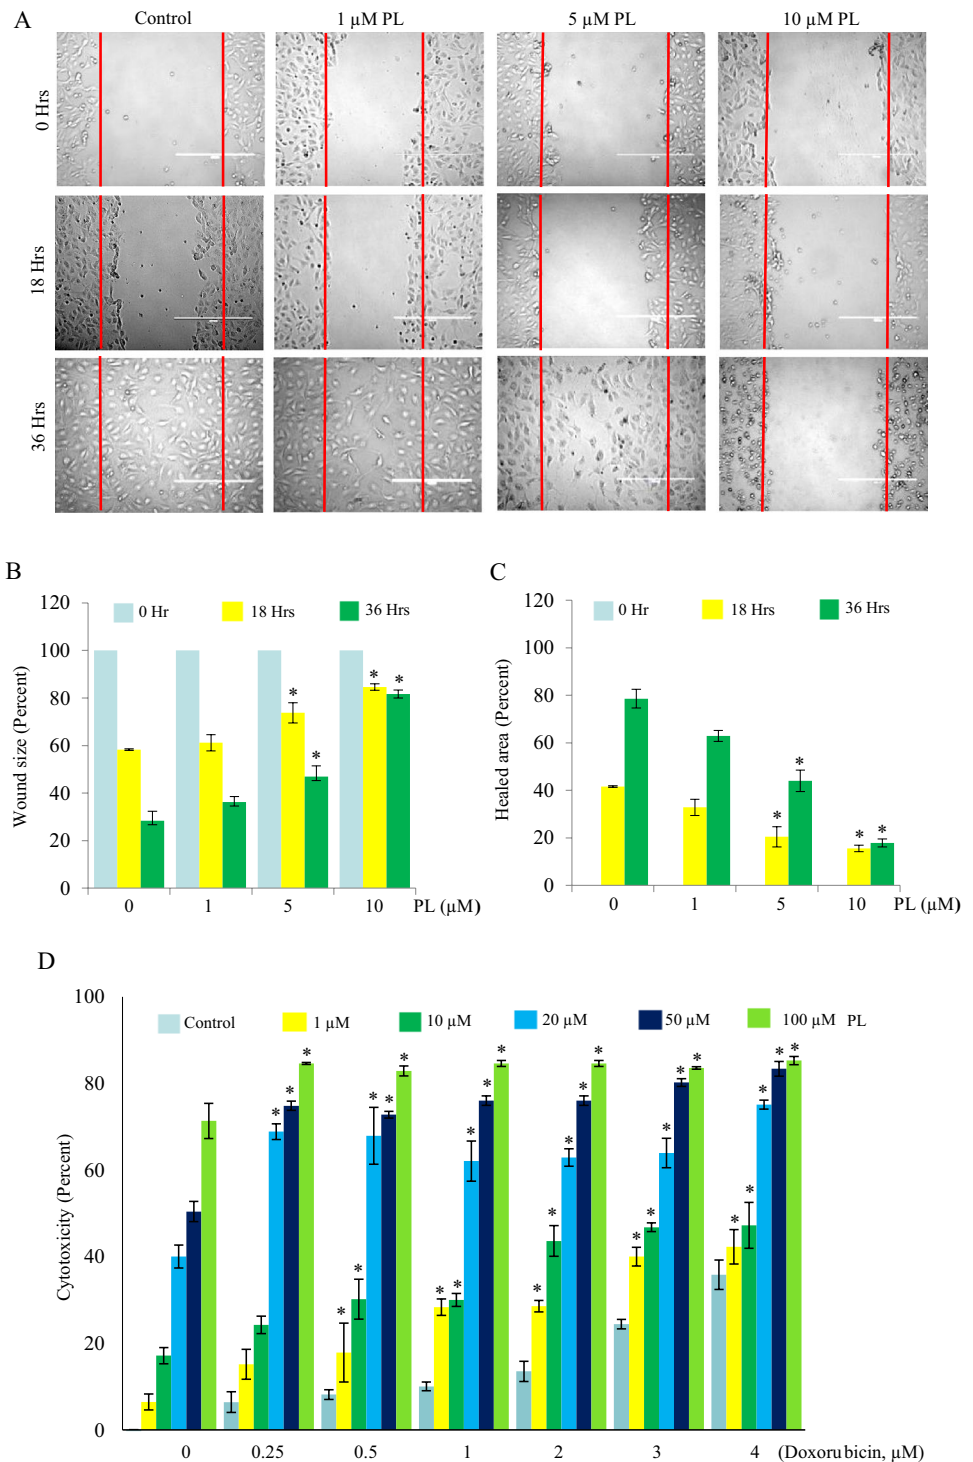 A
Control
1 µM PL
5 µM PL
10 µM PL
0 Hrs
18 Hrs
36 Hrs
B
Wound size (Percent)
120
100
80
60
40
20
0
0 Hr
18 Hrs
36 Hrs
*
*
*
*
0
1
5
10
PL (µM)
C
Healed area (Percent)
120
100
80
60
40
20
0
0 Hr
18 Hrs
36 Hrs
*
*
*
*
0
1
5
10
PL (µM)
D
Cytotoxicity (Percent)
100
80
60
40
20
0
Control
1 µM
10 µM
20 µM
50 µM
100 µM PL
* * *
* * * * *
* * * * *
* * * * *
* * * * *
* * * * *
0
0.25
0.5
1
2
3
4
(Doxorubicin, µM)